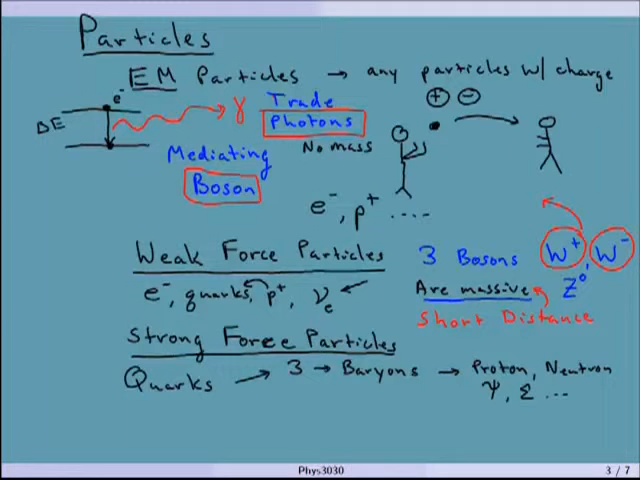 Particles
EM Particles → any particles w/ charge
+ −
e⁻
ΔE
γ Trade
Photons
No mass
Mediating
Boson
e⁻, p⁺ ....
Weak Force Particles
3 Bosons W⁺, W⁻
Z⁰
e⁻, quarks, p⁺, νe
Are massive
Short Distance
Strong Force Particles
Quarks → 3 → Baryons → Proton, Neutron
Ψ, Σ ...
Phys3030
3 / 7